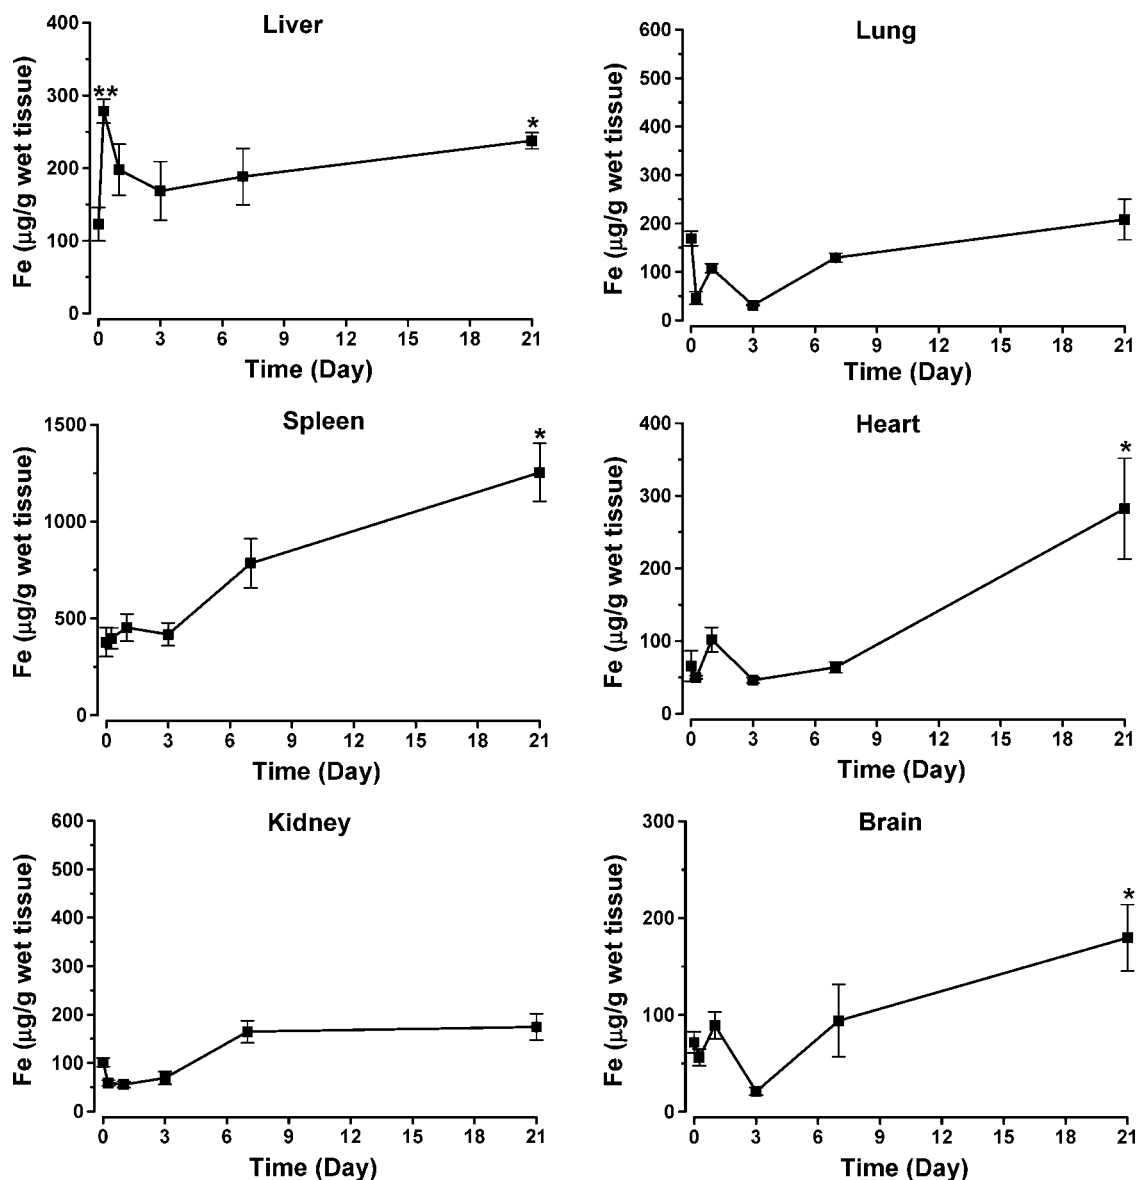 Liver
Fe (µg/g wet tissue)
400
300
200
100
0
**
*
0 3 6 9 12 15 18 21
Time (Day)
Lung
Fe (µg/g wet tissue)
600
500
400
300
200
100
0
0 3 6 9 12 15 18 21
Time (Day)
Spleen
Fe (µg/g wet tissue)
1500
1000
500
0
*
0 3 6 9 12 15 18 21
Time (Day)
Heart
Fe (µg/g wet tissue)
400
300
200
100
0
*
0 3 6 9 12 15 18 21
Time (Day)
Kidney
Fe (µg/g wet tissue)
600
500
400
300
200
100
0
0 3 6 9 12 15 18 21
Time (Day)
Brain
Fe (µg/g wet tissue)
300
200
100
0
*
0 3 6 9 12 15 18 21
Time (Day)